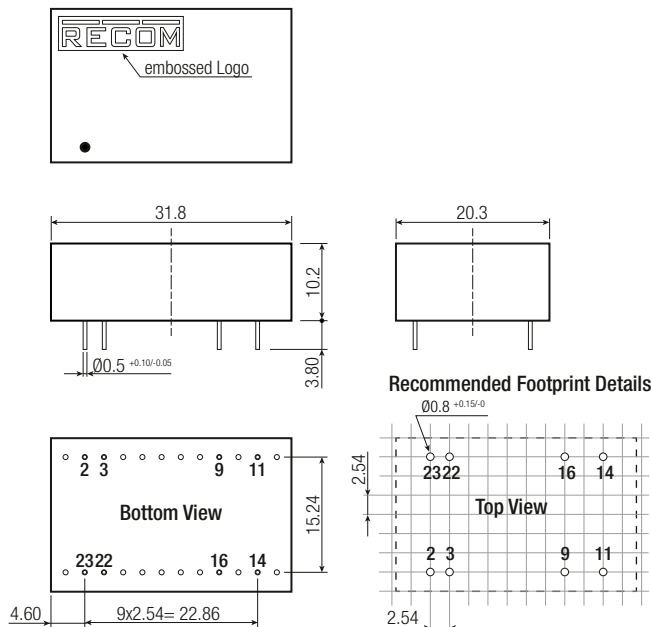 RECOM
embossed Logo
31.8
20.3
10.2
Ø0.5 +0.10/-0.05
3.80
Recommended Footprint Details
Ø0.8 +0.15/-0
2 3 9 11
Bottom View
15.24
23 22 16 14
4.60
9x2.54= 22.86
2.54
23 22 16 14
Top View
2 3 9 11
2.54